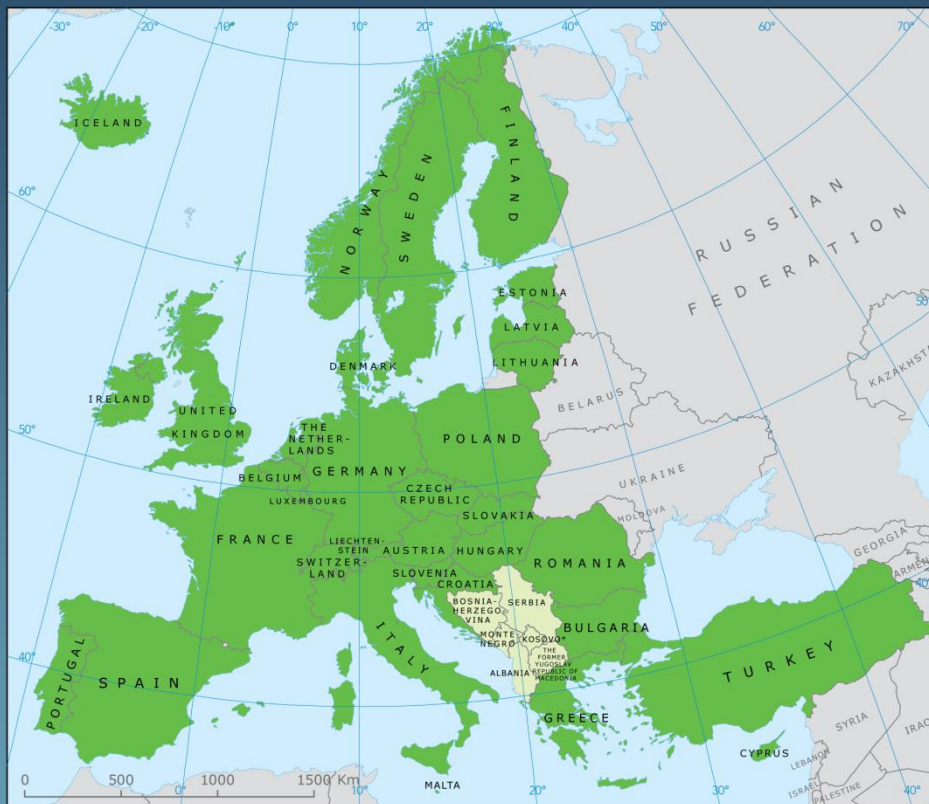 -30°
-20°
-10°
0°
10°
20°
30°
40°
50°
60°
70°
60°
50°
40°
50°
40°
ICELAND
NORWAY
SWEDEN
FINLAND
RUSSIAN
FEDERATION
ESTONIA
LATVIA
LITHUANIA
DENMARK
BELARUS
KAZAKHSTA
IRELAND
UNITED
KINGDOM
THE
NETHER-
LANDS
BELGIUM
LUXEMBOURG
GERMANY
POLAND
CZECH
REPUBLIC
SLOVAKIA
UKRAINE
MOLDOVA
FRANCE
LIECHTEN-
STEIN
SWITZER-
LAND
AUSTRIA
HUNGARY
SLOVENIA
CROATIA
ROMANIA
GEORGIA
ARMEN
BOSNIA-
HERZEGO
VINA
SERBIA
MONTE
NEGRO
KOSOVO*
THE
FORMER
YUGOSLAV
REPUBLIC OF
MACEDONIA
ALBANIA
BULGARIA
ITALY
PORTUGAL
SPAIN
GREECE
TURKEY
CYPRUS
MALTA
SYRIA
IRAQ
LEBANON
ISRAEL
PALESTINE
0 500 1000 1500 Km
0°
10°
20°
30°
40°